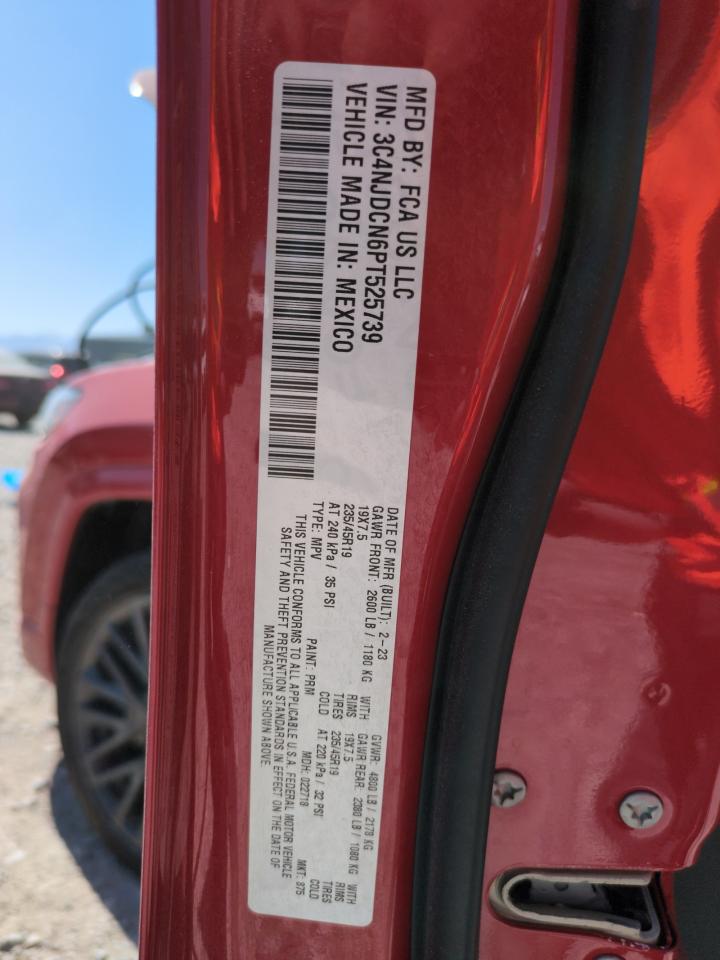 MFD BY: FCA US LLC
VIN: 3C4NJDCN6PT525739
VEHICLE MADE IN: MEXICO
DATE OF MFR (BUILT): 2-23 GVWR: 4800 LB / 2178 KG
GAWR FRONT: 2600 LB / 1180 KG WITH GAWR REAR: 2380 LB / 1080 KG WITH
19X7.5 RIMS 19X7.5 RIMS
235/45R19 TIRES 235/45R19 TIRES
AT 240 kPa / 35 PSI COLD AT 220 kPa / 32 PSI COLD
TYPE: MPV PAINT: PRM MDH: 022718 MKT: 875
THIS VEHICLE CONFORMS TO ALL APPLICABLE U.S.A. FEDERAL MOTOR VEHICLE
SAFETY AND THEFT PREVENTION STANDARDS IN EFFECT ON THE DATE OF
MANUFACTURE SHOWN ABOVE.